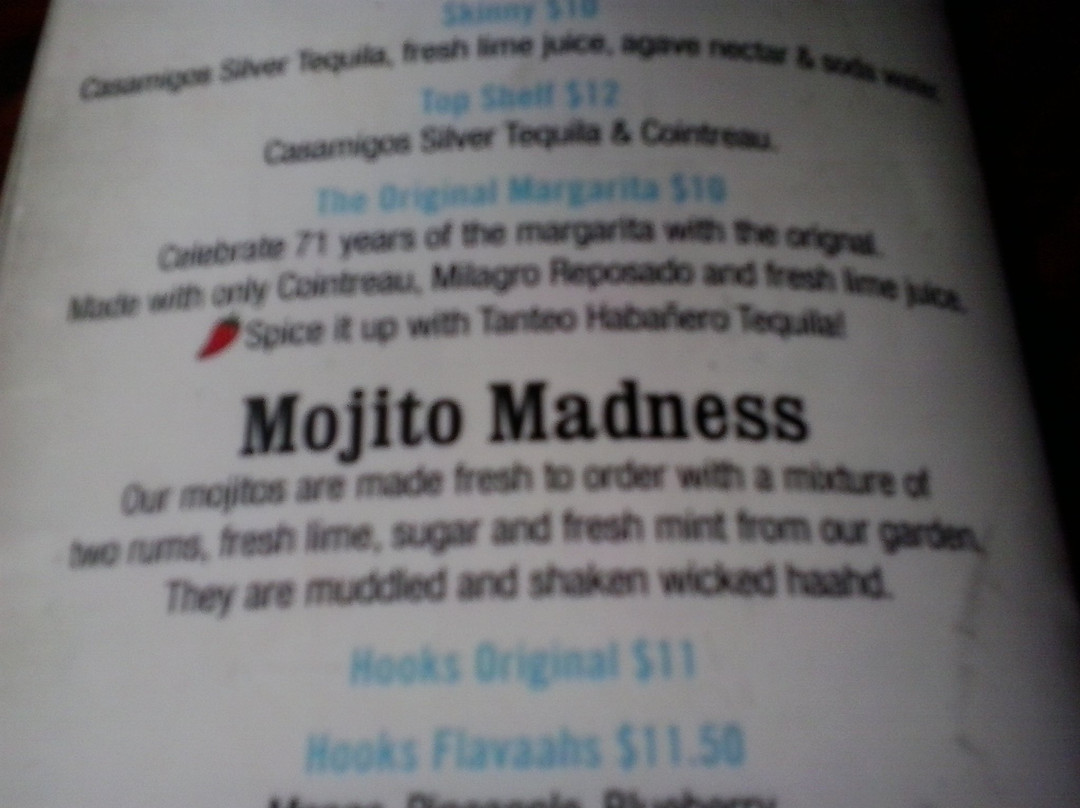 Skinny $10
Casamigos Silver Tequila, fresh lime juice, agave nectar & soda water.
Top Shelf $12
Casamigos Silver Tequila & Cointreau.
The Original Margarita $10
Celebrate 71 years of the margarita with the orignal.
Made with only Cointreau, Milagro Reposado and fresh lime juice.
Spice it up with Tanteo Habañero Tequila!
Mojito Madness
Our mojitos are made fresh to order with a mixture of
two rums, fresh lime, sugar and fresh mint from our garden.
They are muddled and shaken wicked haahd.
Hooks Original $11
Hooks Flavaahs $11.50
Mango, Pineapple, Blueberry